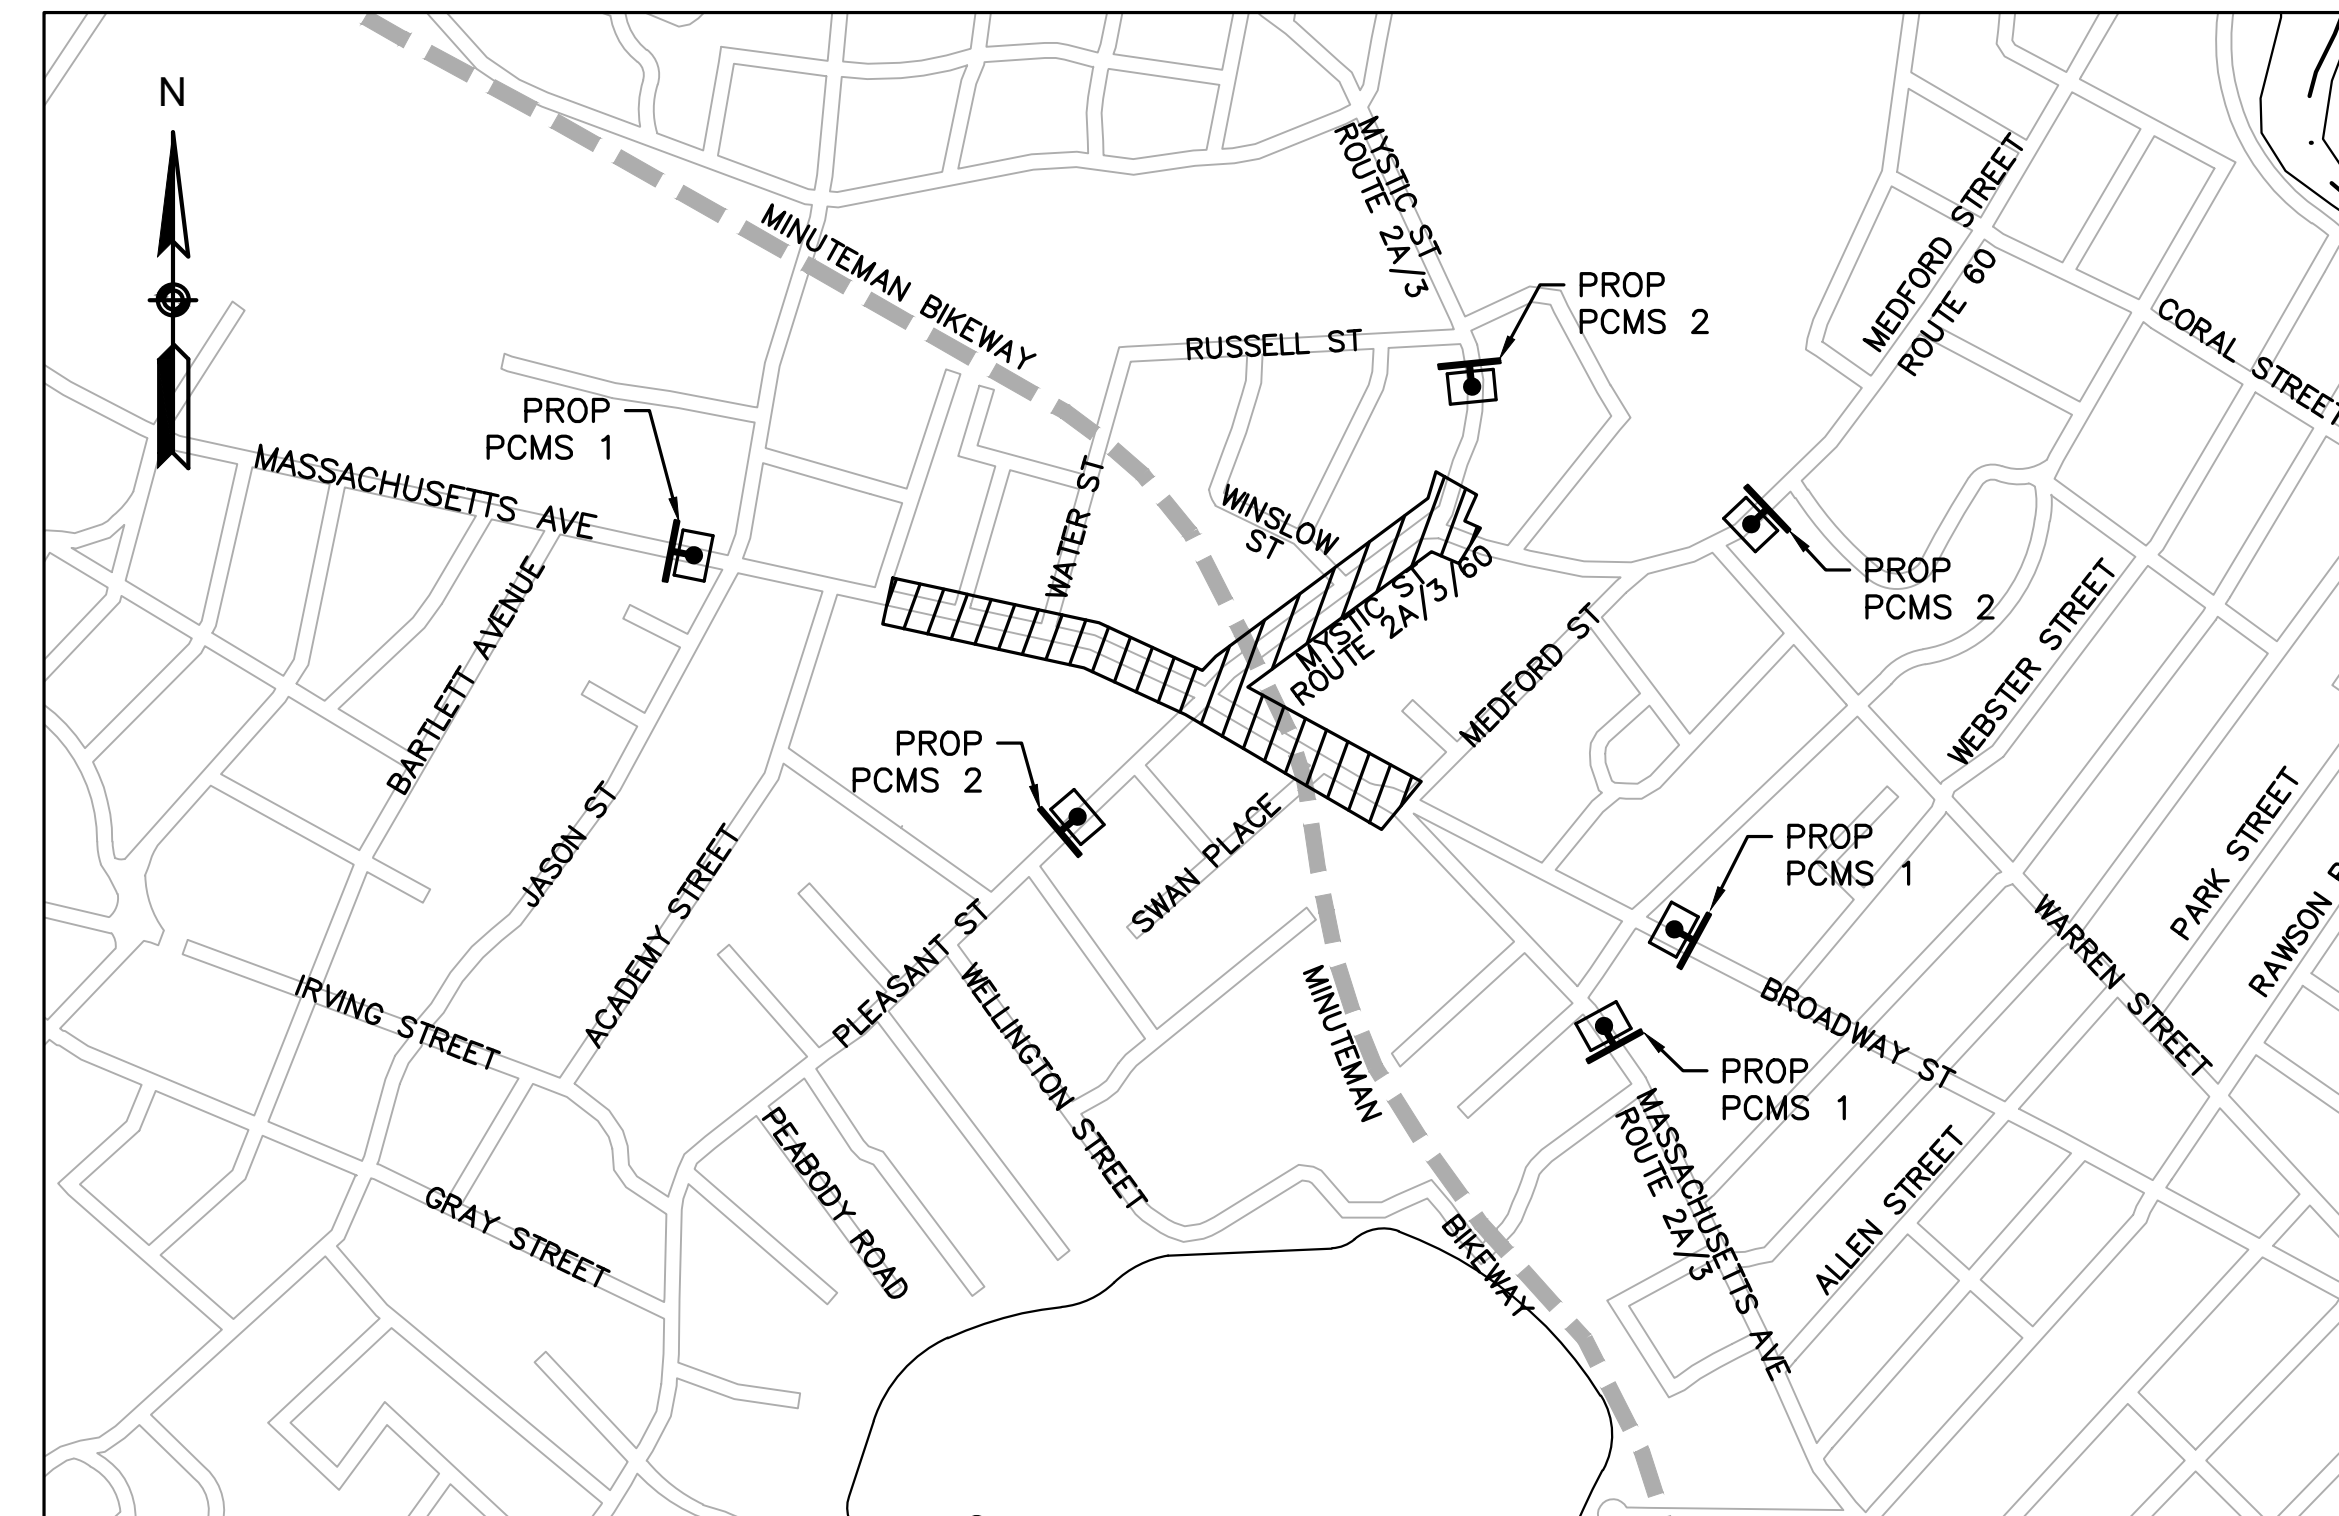 N
MYSTIC ST
ROUTE 2A/3
MEDFORD STREET
ROUTE 60
MINUTEMAN BIKEWAY
PROP
PCMS 2
RUSSELL ST
CORAL STREET
PROP
PCMS 1
MASSACHUSETTS AVE
WATER ST
WINSLOW
ST
PROP
PCMS 2
MYSTIC ST
ROUTE 2A/3/60
MEDFORD ST
WEBSTER STREET
BARTLETT AVENUE
PROP
PCMS 2
JASON ST
ACADEMY STREET
SWAN PLACE
PROP
PCMS 1
PARK STREET
RAWSON
WARREN STREET
PLEASANT ST
IRVING STREET
WELLINGTON STREET
MINUTEMAN
BIKEWAY
BROADWAY ST
PROP
PCMS 1
MASSACHUSETTS AVE
ROUTE 2A/3
ALLEN STREET
PEABODY ROAD
GRAY STREET